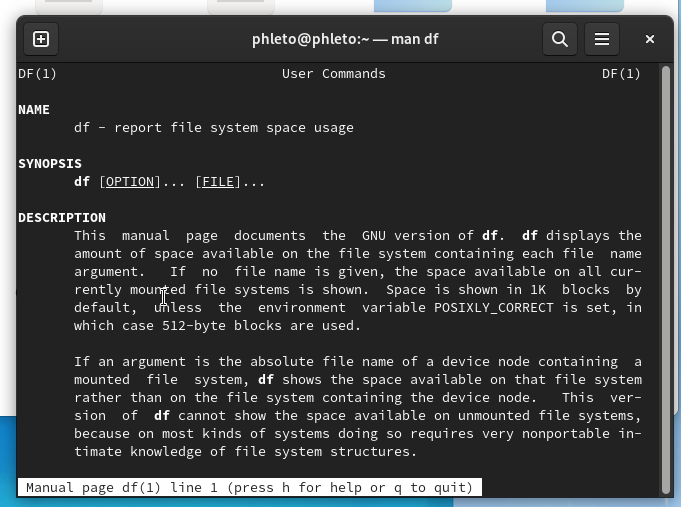 phleto@phleto:~ — man df
DF(1) User Commands DF(1)
NAME
df - report file system space usage
SYNOPSIS
df [OPTION]... [FILE]...
DESCRIPTION
This manual page documents the GNU version of df. df displays the
amount of space available on the file system containing each file name
argument. If no file name is given, the space available on all cur-
rently mounted file systems is shown. Space is shown in 1K blocks by
default, unless the environment variable POSIXLY_CORRECT is set, in
which case 512-byte blocks are used.
If an argument is the absolute file name of a device node containing a
mounted file system, df shows the space available on that file system
rather than on the file system containing the device node. This ver-
sion of df cannot show the space available on unmounted file systems,
because on most kinds of systems doing so requires very nonportable in-
timate knowledge of file system structures.
Manual page df(1) line 1 (press h for help or q to quit)